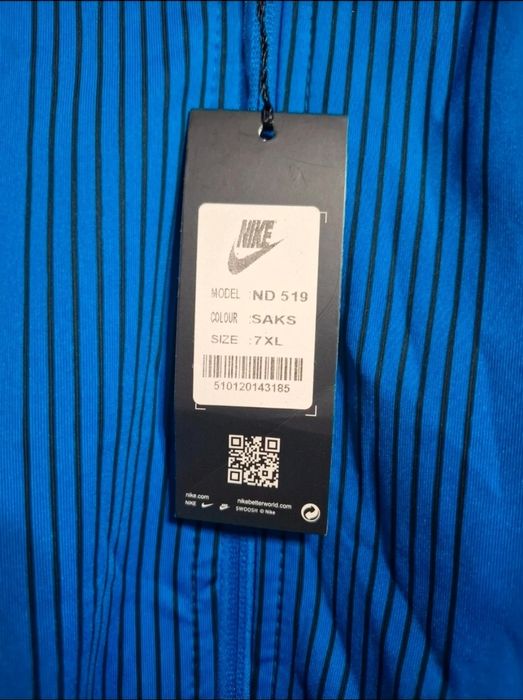 NIKE
MODEL :ND 519
COLOUR :SAKS
SIZE :7XL
510120143185
nike.com
nikebetterworld.com
NIKE
SWOOSH © Nike